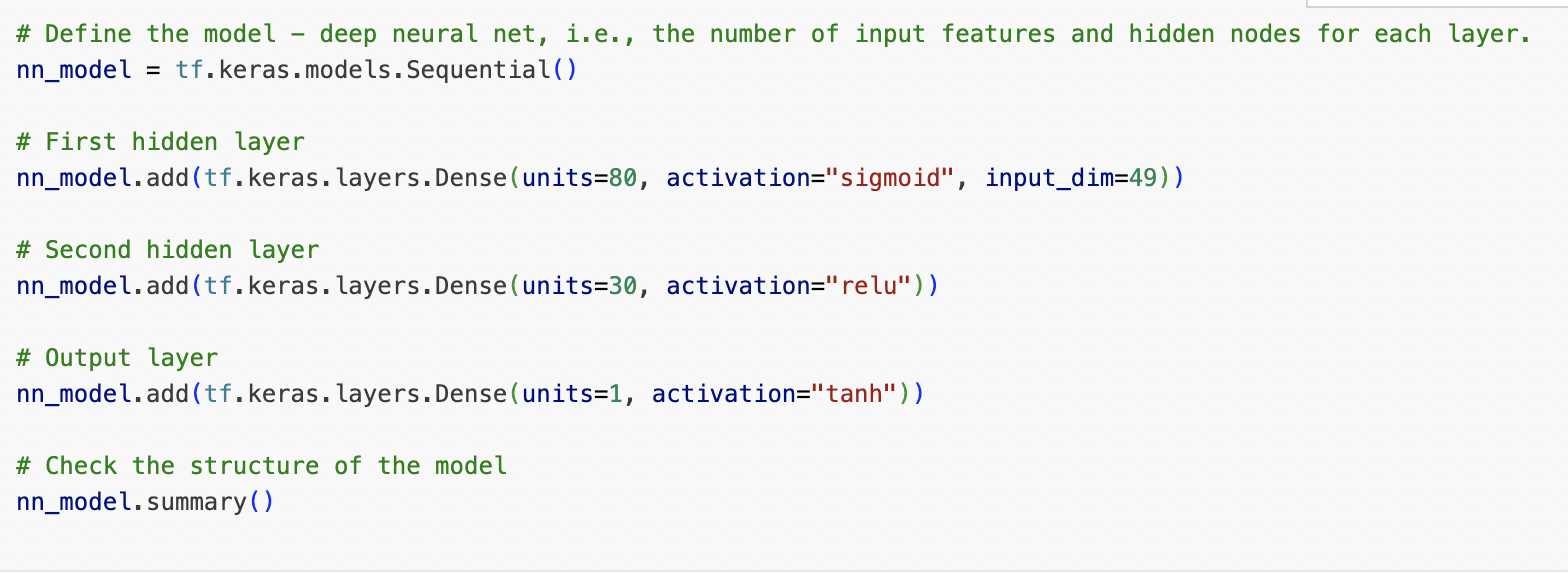 # Define the model – deep neural net, i.e., the number of input features and hidden nodes for each layer.
nn_model = tf.keras.models.Sequential()
# First hidden layer
nn_model.add(tf.keras.layers.Dense(units=80, activation="sigmoid", input_dim=49))
# Second hidden layer
nn_model.add(tf.keras.layers.Dense(units=30, activation="relu"))
# Output layer
nn_model.add(tf.keras.layers.Dense(units=1, activation="tanh"))
# Check the structure of the model
nn_model.summary()